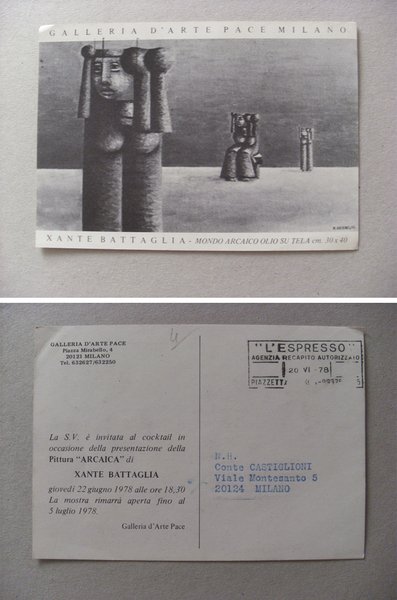 GALLERIA D'ARTE PACE MILANO
XANTE BATTAGLIA - MONDO ARCAICO OLIO SU TELA cm. 30 x 40
GALLERIA D'ARTE PACE
Piazza Mirabello, 4
20121 MILANO
Tel. 632627/632250
"L'ESPRESSO"
AGENZIA RECAPITO AUTORIZZATO
20 VI -78
PIAZZETTA
La S.V. è invitata al cocktail in
occasione della presentazione della
Pittura "ARCAICA" di
XANTE BATTAGLIA
giovedì 22 giugno 1978 alle ore 18,30
La mostra rimarrà aperta fino al
5 luglio 1978.
Galleria d'Arte Pace
N.H.
Conte CASTIGLIONI
Viale Montesanto 5
20124 MILANO